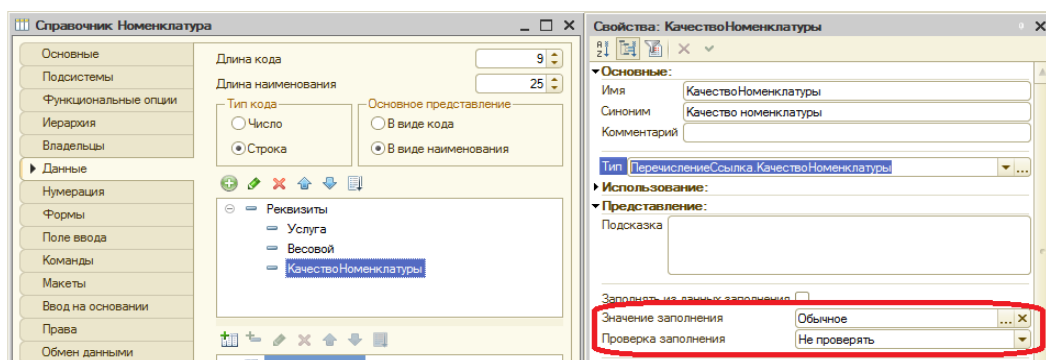 Справочник Номенклатура
Основные
Подсистемы
Функциональные опции
Иерархия
Владельцы
Данные
Нумерация
Формы
Поле ввода
Команды
Макеты
Ввод на основании
Права
Обмен данными
Длина кода 9
Длина наименования 25
Тип кода Основное представление
Число В виде кода
Строка В виде наименования
Реквизиты
Услуга
Весовой
КачествоНоменклатуры
Свойства: КачествоНоменклатуры
Основные:
Имя КачествоНоменклатуры
Синоним Качество номенклатуры
Комментарий
Тип ПеречислениеСсылка.КачествоНоменклатуры
Использование:
Представление:
Подсказка
Заполнять из данных заполнения
Значение заполнения Обычное
Проверка заполнения Не проверять